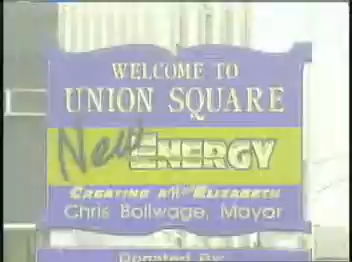 WELCOME TO
UNION SQUARE
New ENERGY
CREATING A ELIZABETH
Chris Bollwage, Mayor
Donated By: